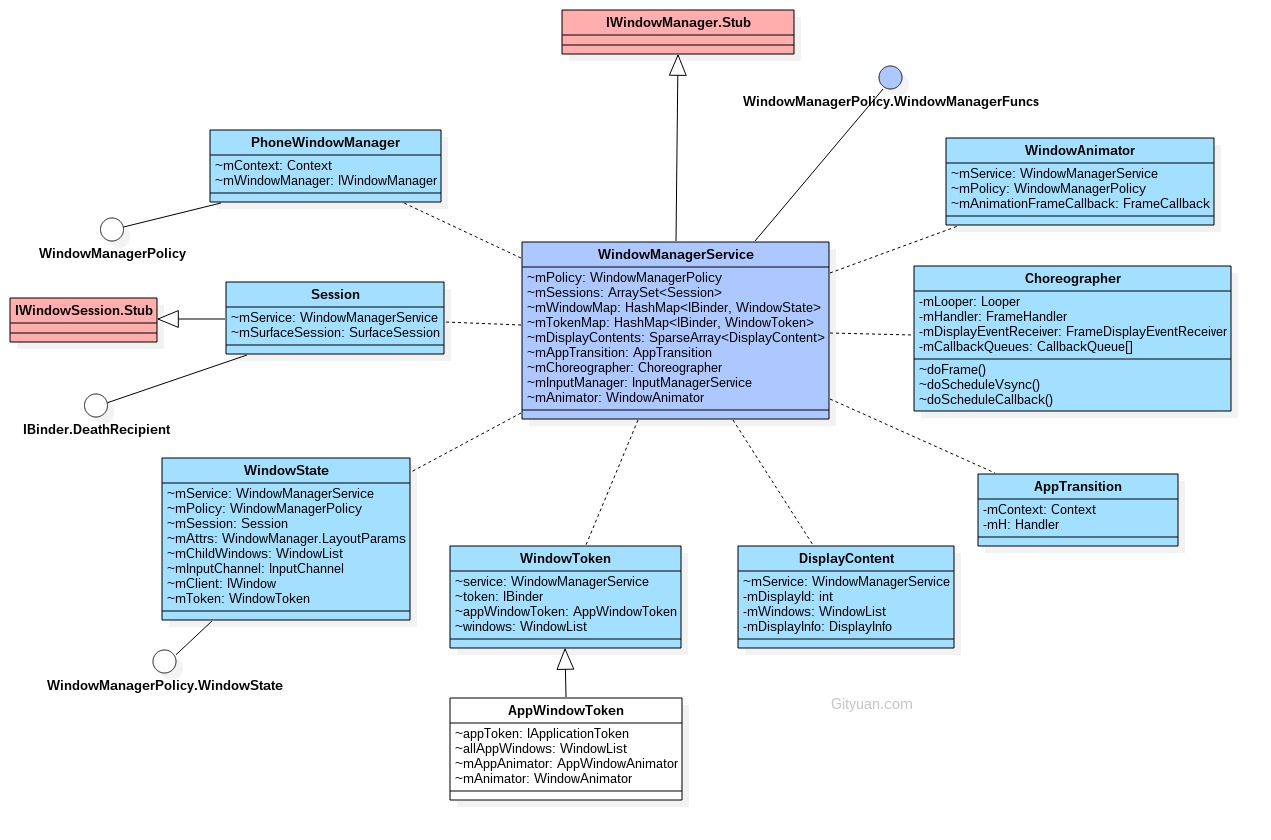 IWindowManager.Stub
WindowManagerPolicy.WindowManagerFuncs
PhoneWindowManager
~mContext: Context
~mWindowManager: IWindowManager
WindowManagerPolicy
WindowAnimator
~mService: WindowManagerService
~mPolicy: WindowManagerPolicy
~mAnimationFrameCallback: FrameCallback
WindowManagerService
~mPolicy: WindowManagerPolicy
~mSessions: ArraySet<Session>
~mWindowMap: HashMap<IBinder, WindowState>
~mTokenMap: HashMap<IBinder, WindowToken>
~mDisplayContents: SparseArray<DisplayContent>
~mAppTransition: AppTransition
~mChoreographer: Choreographer
~mInputManager: InputManagerService
~mAnimator: WindowAnimator
IWindowSession.Stub
Session
~mService: WindowManagerService
~mSurfaceSession: SurfaceSession
IBinder.DeathRecipient
Choreographer
-mLooper: Looper
-mHandler: FrameHandler
-mDisplayEventReceiver: FrameDisplayEventReceiver
-mCallbackQueues: CallbackQueue[]
~doFrame()
~doScheduleVsync()
~doScheduleCallback()
WindowState
~mService: WindowManagerService
~mPolicy: WindowManagerPolicy
~mSession: Session
~mAttrs: WindowManager.LayoutParams
~mChildWindows: WindowList
~mInputChannel: InputChannel
~mClient: IWindow
~mToken: WindowToken
WindowManagerPolicy.WindowState
AppTransition
-mContext: Context
-mH: Handler
WindowToken
~service: WindowManagerService
~token: IBinder
~appWindowToken: AppWindowToken
~windows: WindowList
DisplayContent
~mService: WindowManagerService
-mDisplayId: int
-mWindows: WindowList
-mDisplayInfo: DisplayInfo
AppWindowToken
~appToken: IApplicationToken
~allAppWindows: WindowList
~mAppAnimator: AppWindowAnimator
~mAnimator: WindowAnimator
Gityuan.com